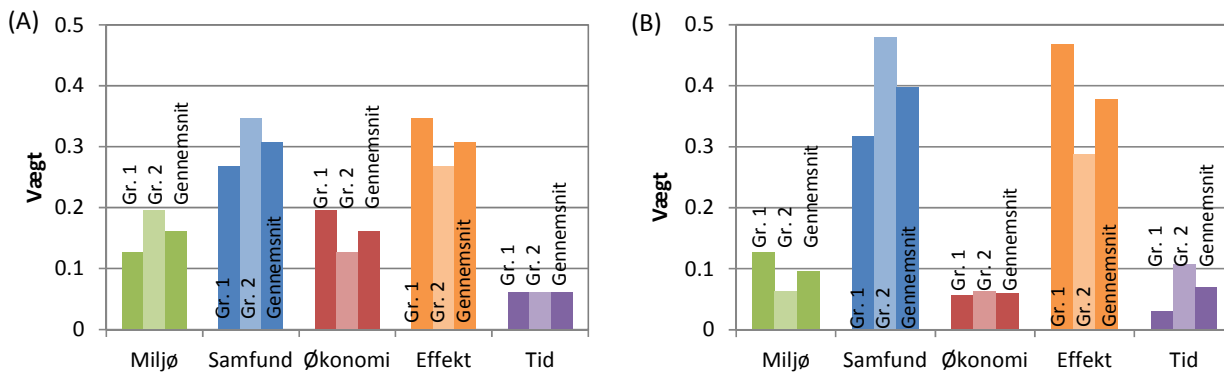 (A)
Vægt
0.5
0.4
0.3
0.2
0.1
0
Gr. 1
Gr. 2
Gennemsnit
Gr. 1
Gr. 2
Gennemsnit
Gr. 1
Gr. 2
Gennemsnit
Gr. 1
Gr. 2
Gennemsnit
Gr. 1
Gr. 2
Gennemsnit
Miljø Samfund Økonomi Effekt Tid
(B)
Vægt
0.5
0.4
0.3
0.2
0.1
0
Gr. 1
Gr. 2
Gennemsnit
Gr. 1
Gr. 2
Gennemsnit
Gr. 1
Gr. 2
Gennemsnit
Gr. 1
Gr. 2
Gennemsnit
Gr. 1
Gr. 2
Gennemsnit
Miljø Samfund Økonomi Effekt Tid